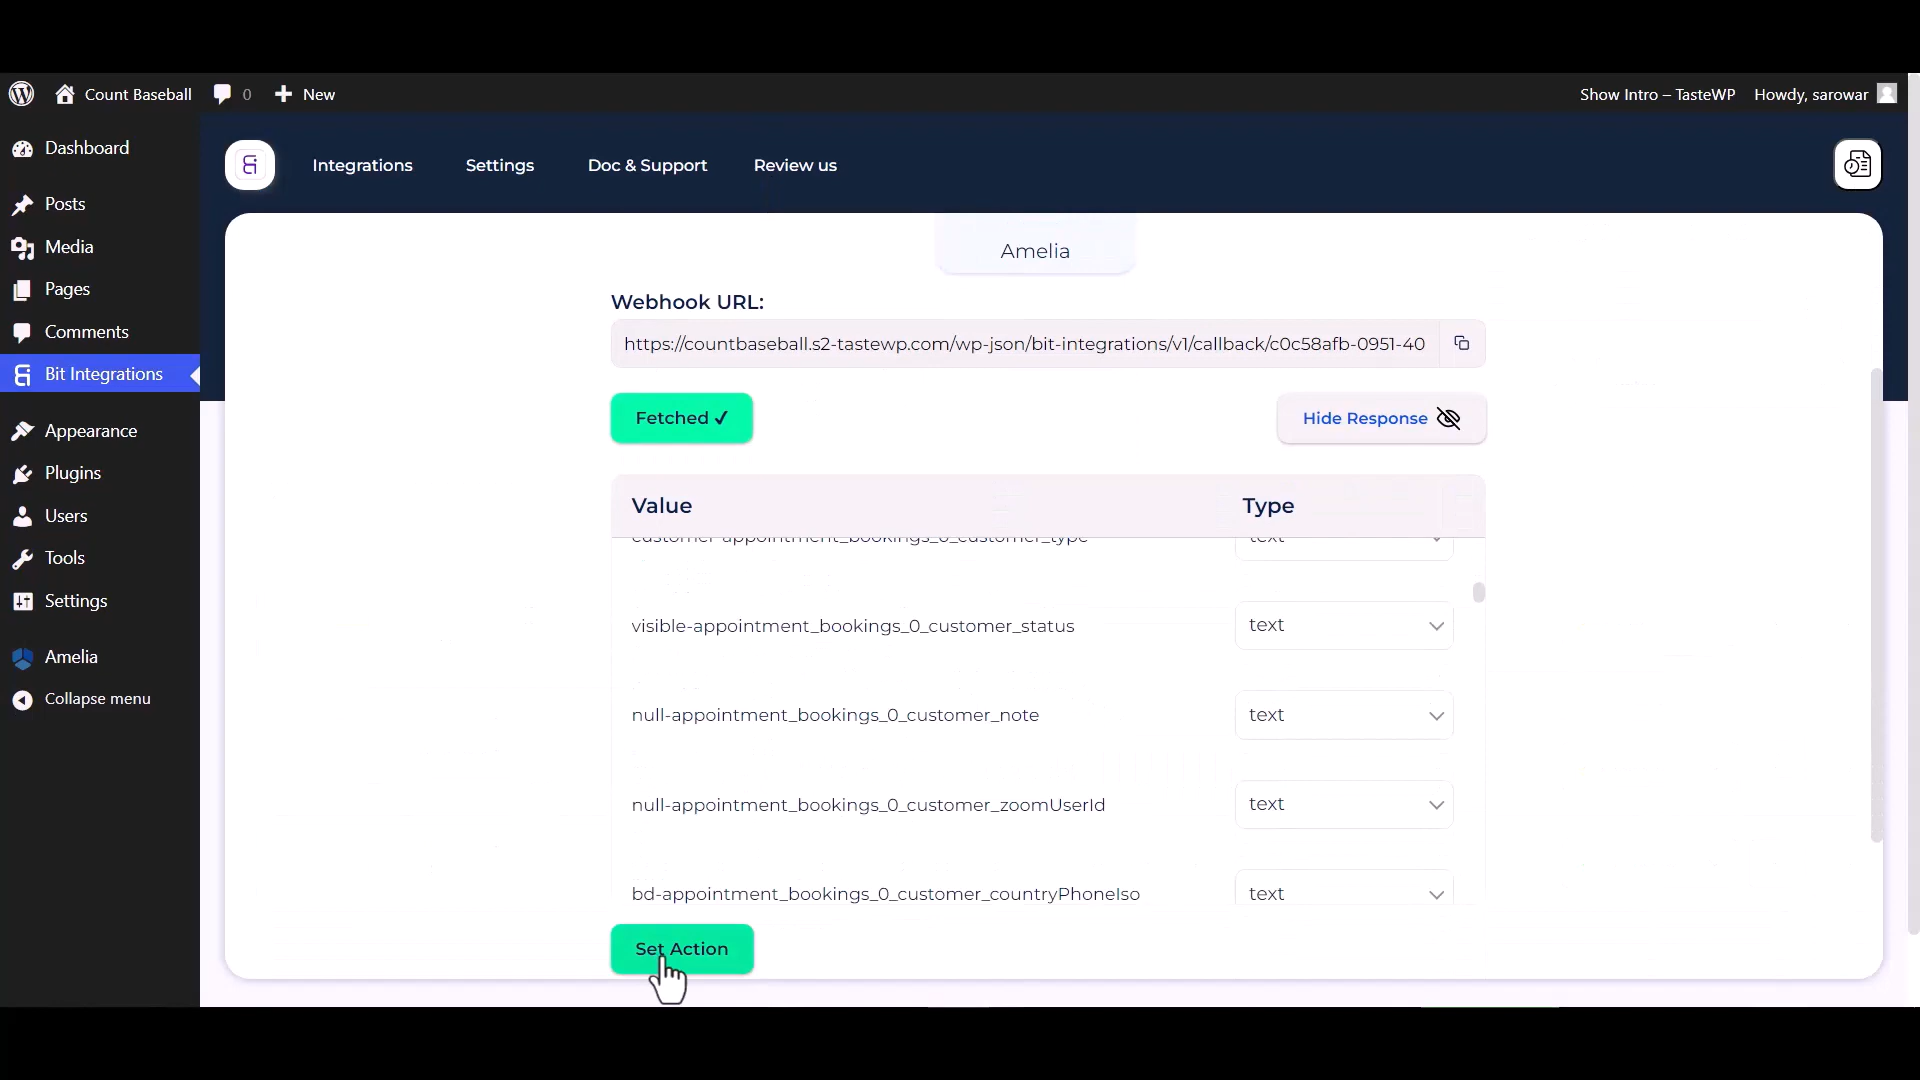 Count Baseball
0
New
Show Intro – TasteWP
Howdy, sarowar
Dashboard
Posts
Media
Pages
Comments
Bit Integrations
Appearance
Plugins
Users
Tools
Settings
Amelia
Collapse menu
Integrations
Settings
Doc & Support
Review us
Amelia
Webhook URL:
https://countbaseball.s2-tastewp.com/wp-json/bit-integrations/v1/callback/c0c58afb-0951-40
Fetched ✓
Hide Response
Value
Type
customer-appointment_bookings_0_customer_type
text
visible-appointment_bookings_0_customer_status
text
null-appointment_bookings_0_customer_note
text
null-appointment_bookings_0_customer_zoomUserId
text
bd-appointment_bookings_0_customer_countryPhoneIso
text
Set Action